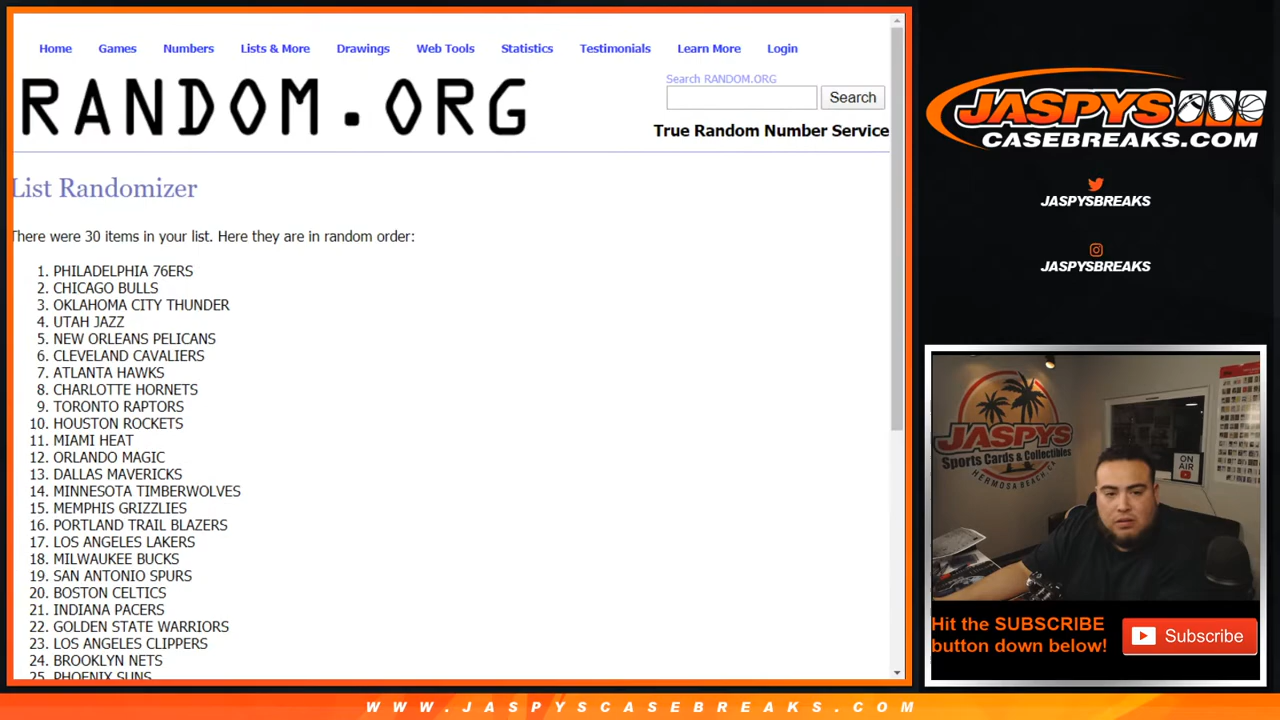 Home Games Numbers Lists & More Drawings Web Tools Statistics Testimonials Learn More Login
RANDOM.ORG
Search RANDOM.ORG
Search
True Random Number Service
List Randomizer
There were 30 items in your list. Here they are in random order:
1. PHILADELPHIA 76ERS
2. CHICAGO BULLS
3. OKLAHOMA CITY THUNDER
4. UTAH JAZZ
5. NEW ORLEANS PELICANS
6. CLEVELAND CAVALIERS
7. ATLANTA HAWKS
8. CHARLOTTE HORNETS
9. TORONTO RAPTORS
10. HOUSTON ROCKETS
11. MIAMI HEAT
12. ORLANDO MAGIC
13. DALLAS MAVERICKS
14. MINNESOTA TIMBERWOLVES
15. MEMPHIS GRIZZLIES
16. PORTLAND TRAIL BLAZERS
17. LOS ANGELES LAKERS
18. MILWAUKEE BUCKS
19. SAN ANTONIO SPURS
20. BOSTON CELTICS
21. INDIANA PACERS
22. GOLDEN STATE WARRIORS
23. LOS ANGELES CLIPPERS
24. BROOKLYN NETS
25. PHOENIX SUNS
JASPYS
CASEBREAKS.COM
JASPYSBREAKS
JASPYSBREAKS
JASPYS
Sports Cards & Collectibles
HERMOSA BEACH, CA
ON
AIR
Hit the SUBSCRIBE
button down below!
Subscribe
WWW.JASPYSCASEBREAKS.COM